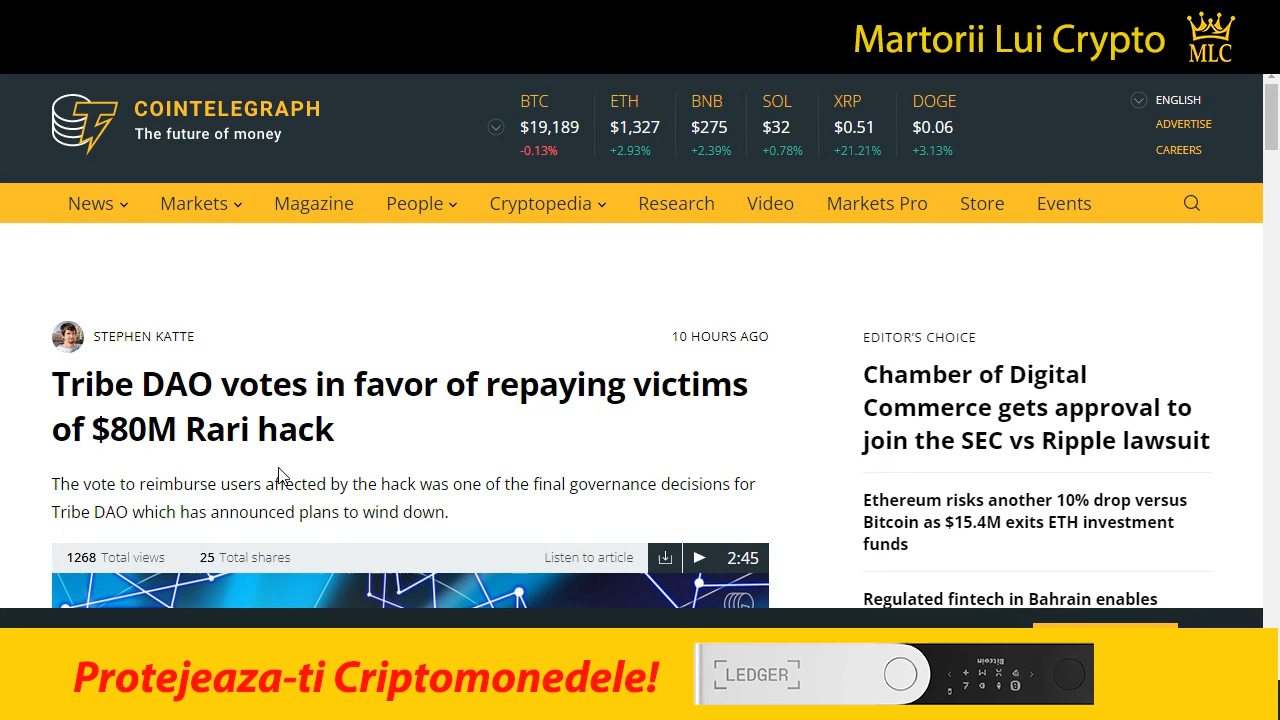 Martorii Lui Crypto
MLC
COINTELEGRAPH
The future of money
BTC ETH BNB SOL XRP DOGE
$19,189 $1,327 $275 $32 $0.51 $0.06
-0.13% +2.93% +2.39% +0.78% +21.21% +3.13%
ENGLISH
ADVERTISE
CAREERS
News Markets Magazine People Cryptopedia Research Video Markets Pro Store Events
STEPHEN KATTE 10 HOURS AGO
Tribe DAO votes in favor of repaying victims
of $80M Rari hack
The vote to reimburse users affected by the hack was one of the final governance decisions for
Tribe DAO which has announced plans to wind down.
1268 Total views 25 Total shares Listen to article 2:45
EDITOR'S CHOICE
Chamber of Digital
Commerce gets approval to
join the SEC vs Ripple lawsuit
Ethereum risks another 10% drop versus
Bitcoin as $15.4M exits ETH investment
funds
Regulated fintech in Bahrain enables
Protejeaza-ti Criptomonedele!
LEDGER
Bitcoin